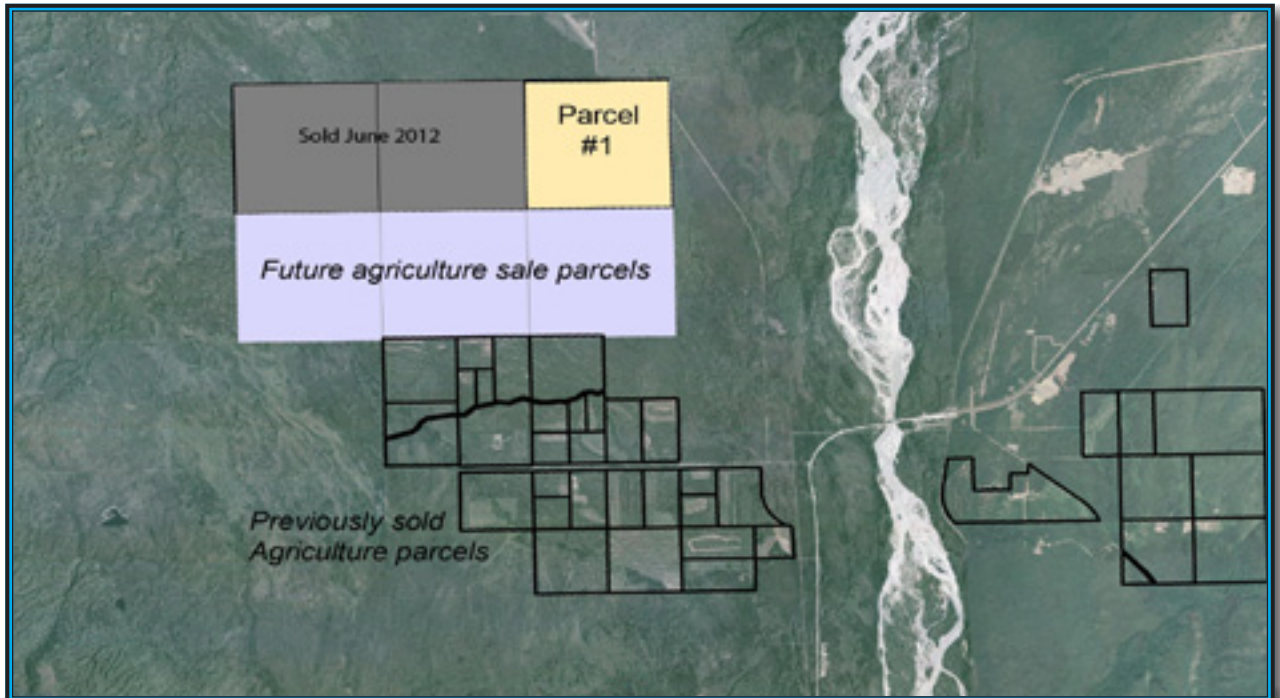 Sold June 2012
Parcel
#1
Future agriculture sale parcels
Previously sold
Agriculture parcels